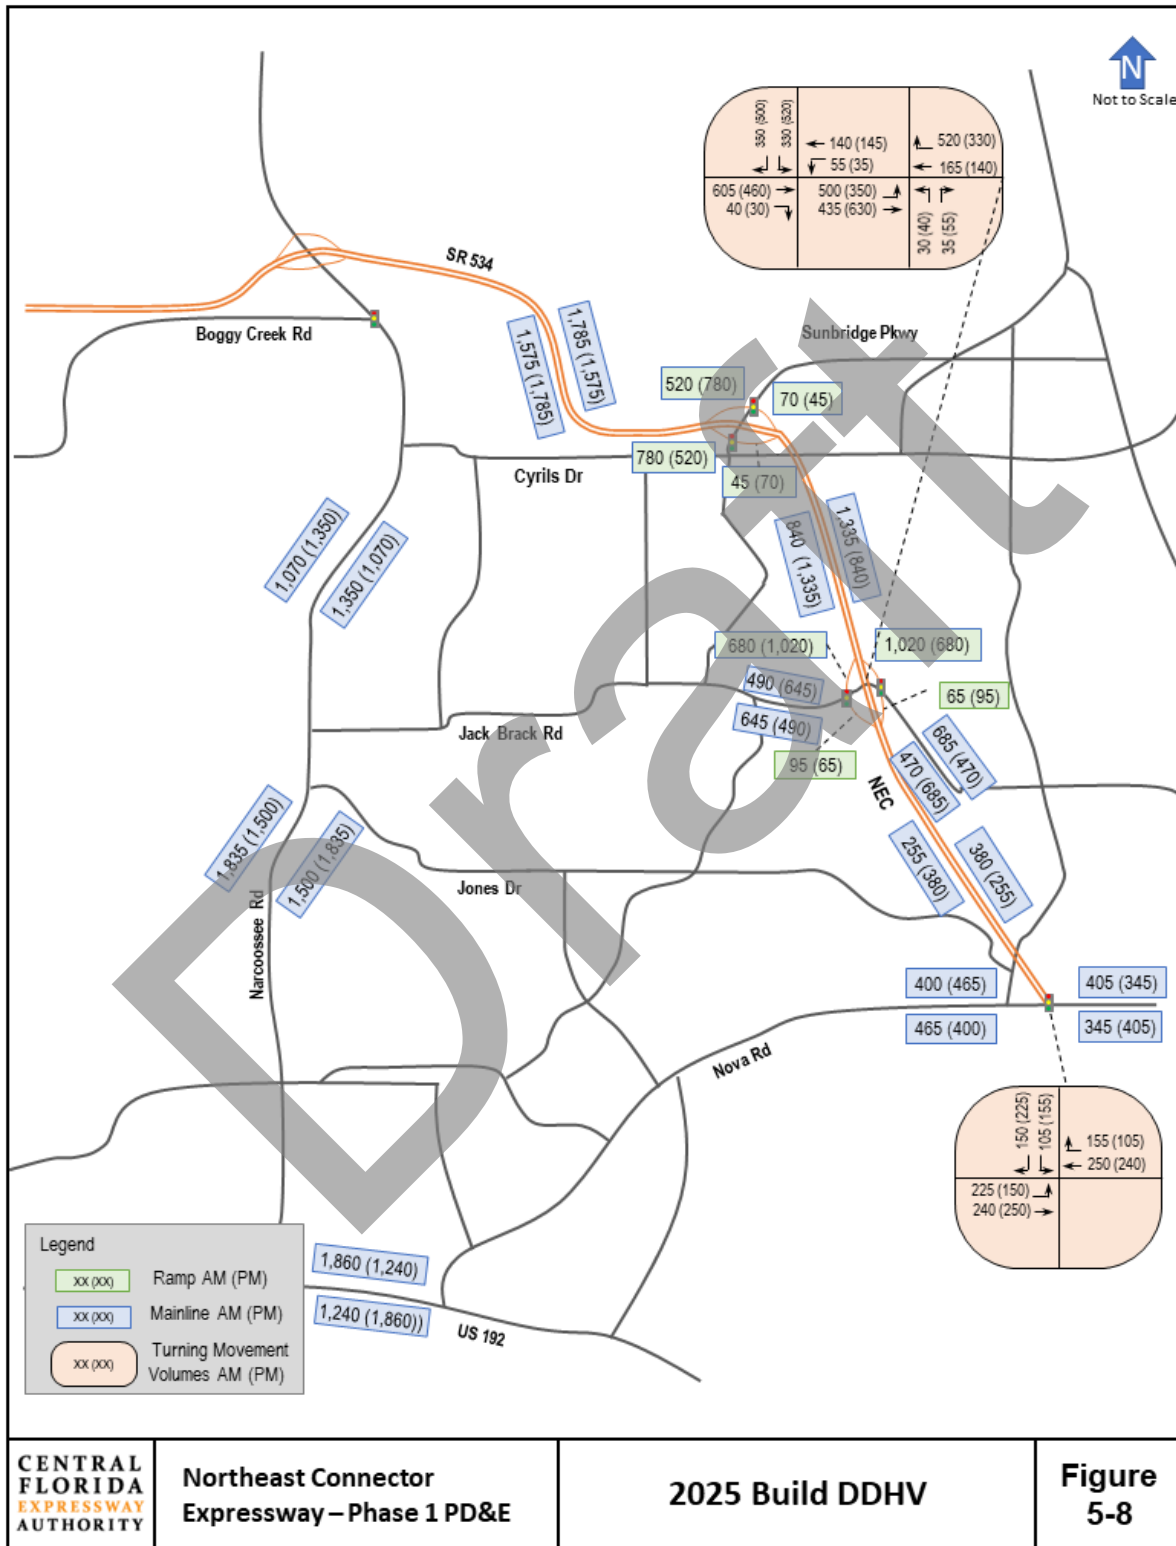 N
Not to Scale
350 (500)
330 (520)
140 (145)
55 (35)
520 (330)
165 (140)
605 (460)
40 (30)
500 (350)
435 (630)
30 (40)
35 (55)
SR 534
Boggy Creek Rd
1,575 (1,785)
1,785 (1,575)
Sunbridge Pkwy
520 (780)
70 (45)
780 (520)
45 (70)
Cyrils Dr
1,070 (1,350)
1,350 (1,070)
840 (1,335)
1,335 (840)
680 (1,020)
1,020 (680)
490 (645)
645 (490)
65 (95)
95 (65)
Jack Brack Rd
NEC
470 (685)
685 (470)
1,835 (1,500)
1,500 (1,835)
255 (380)
380 (255)
Jones Dr
Narcoossee Rd
400 (465)
405 (345)
465 (400)
345 (405)
Nova Rd
150 (225)
105 (155)
155 (105)
250 (240)
225 (150)
240 (250)
Draft
Legend
XX (XX) Ramp AM (PM)
XX (XX) Mainline AM (PM)
XX (XX) Turning Movement
Volumes AM (PM)
1,860 (1,240)
1,240 (1,860))
US 192
CENTRAL
FLORIDA
EXPRESSWAY
AUTHORITY
Northeast Connector
Expressway – Phase 1 PD&E
2025 Build DDHV
Figure
5-8